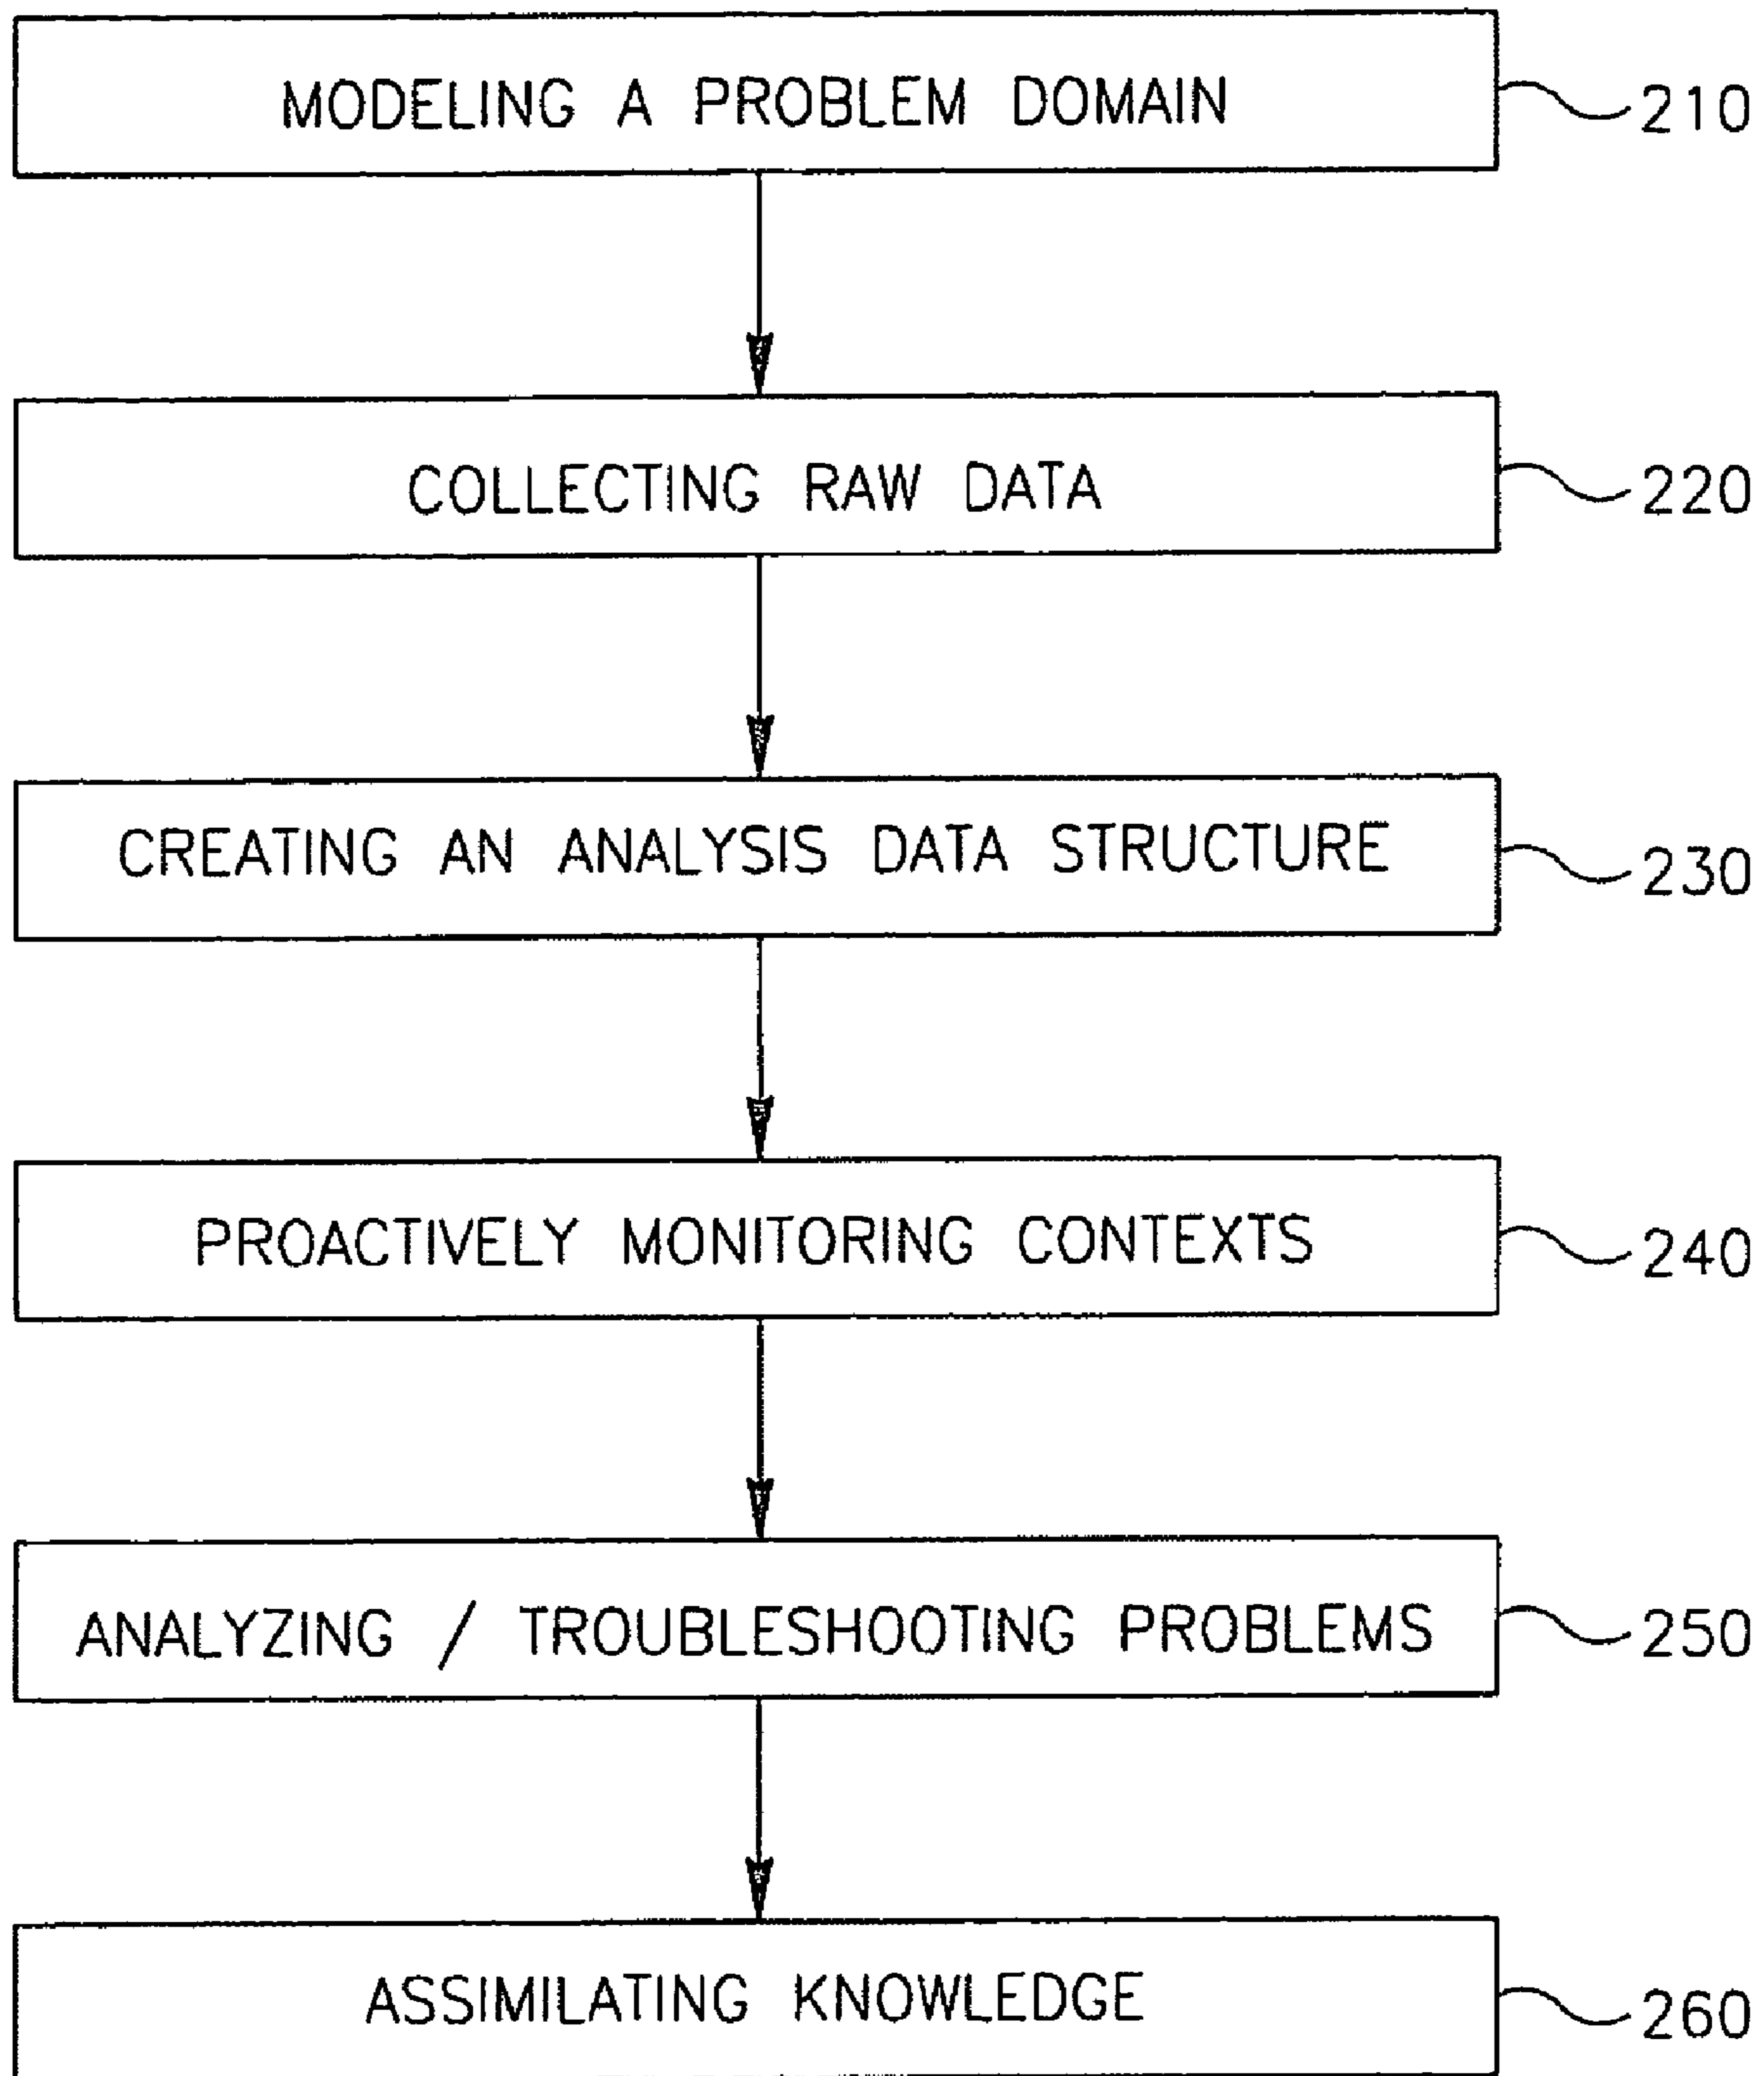 MODELING A PROBLEM DOMAIN 210
COLLECTING RAW DATA 220
CREATING AN ANALYSIS DATA STRUCTURE 230
PROACTIVELY MONITORING CONTEXTS 240
ANALYZING / TROUBLESHOOTING PROBLEMS 250
ASSIMILATING KNOWLEDGE 260